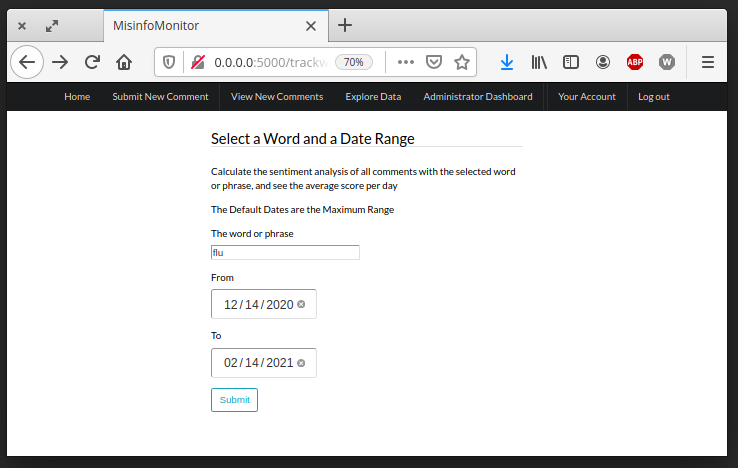 MisinfoMonitor
0.0.0.0:5000/trackw
70%
ABP
W
Home Submit New Comment View New Comments Explore Data Administrator Dashboard Your Account Log out
Select a Word and a Date Range
Calculate the sentiment analysis of all comments with the selected word
or phrase, and see the average score per day
The Default Dates are the Maximum Range
The word or phrase
flu
From
12/14/2020
To
02/14/2021
Submit